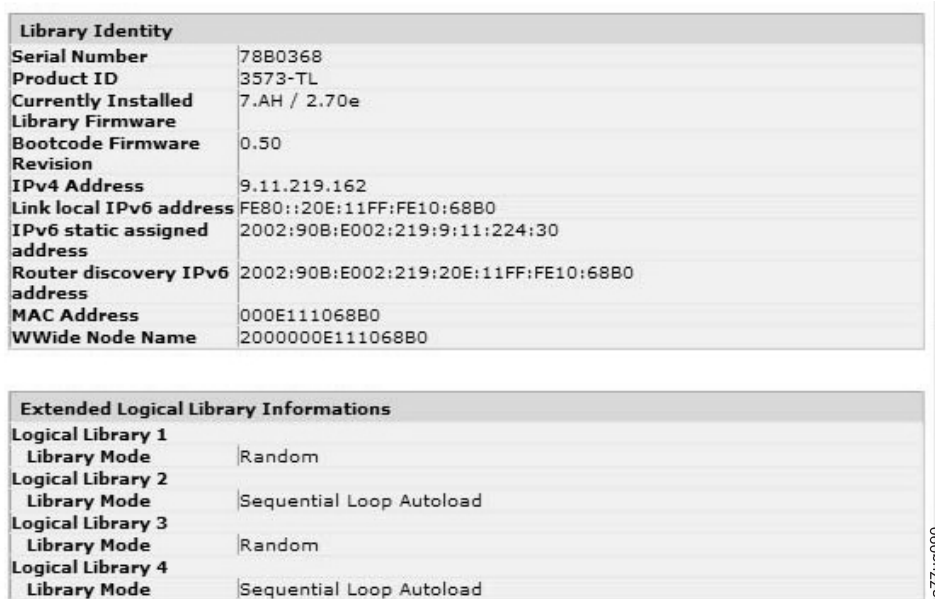 Library Identity
Serial Number 78B0368
Product ID 3573-TL
Currently Installed 7.AH / 2.70e
Library Firmware
Bootcode Firmware 0.50
Revision
IPv4 Address 9.11.219.162
Link local IPv6 address FE80::20E:11FF:FE10:68B0
IPv6 static assigned 2002:90B:E002:219:9:11:224:30
address
Router discovery IPv6 2002:90B:E002:219:20E:11FF:FE10:68B0
address
MAC Address 000E111068B0
WWide Node Name 2000000E111068B0
Extended Logical Library Informations
Logical Library 1
Library Mode Random
Logical Library 2
Library Mode Sequential Loop Autoload
Logical Library 3
Library Mode Random
Logical Library 4
Library Mode Sequential Loop Autoload